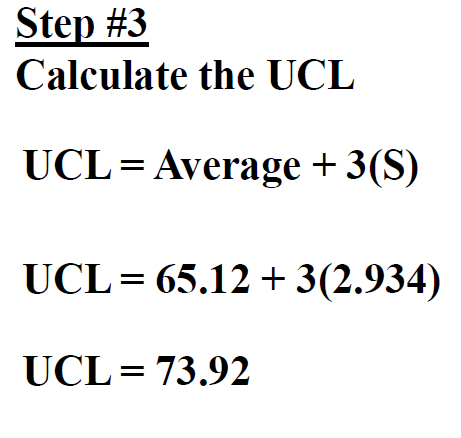 Step #3
Calculate the UCL
UCL = Average + 3(S)
UCL = 65.12 + 3(2.934)
UCL = 73.92